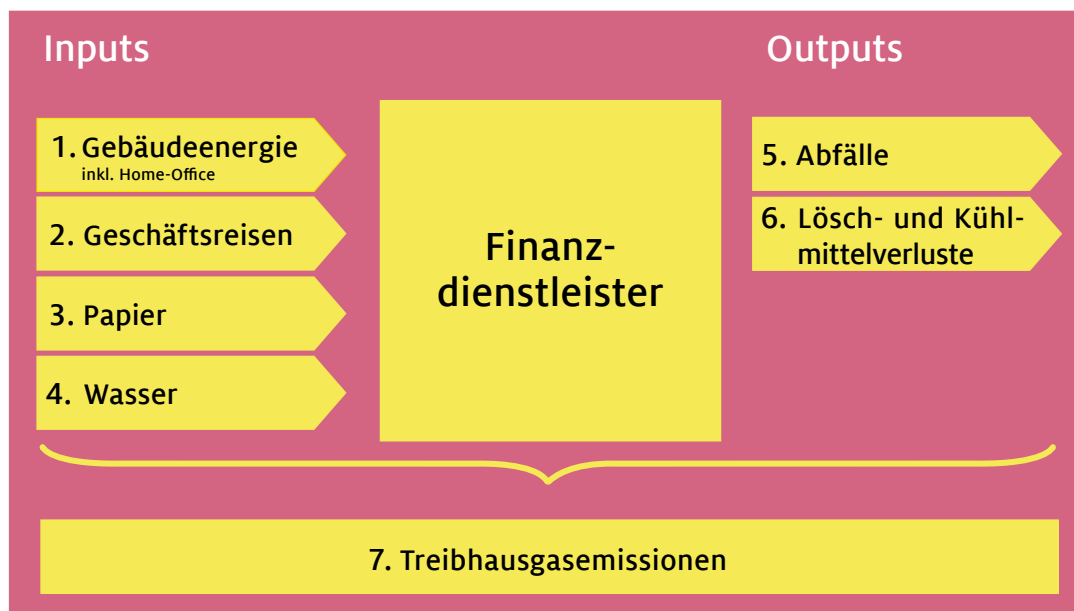 Inputs
1. Gebäudeenergie
inkl. Home-Office
2. Geschäftsreisen
3. Papier
4. Wasser
Finanz-
dienstleister
Outputs
5. Abfälle
6. Lösch- und Kühl-
mittelverluste
7. Treibhausgasemissionen